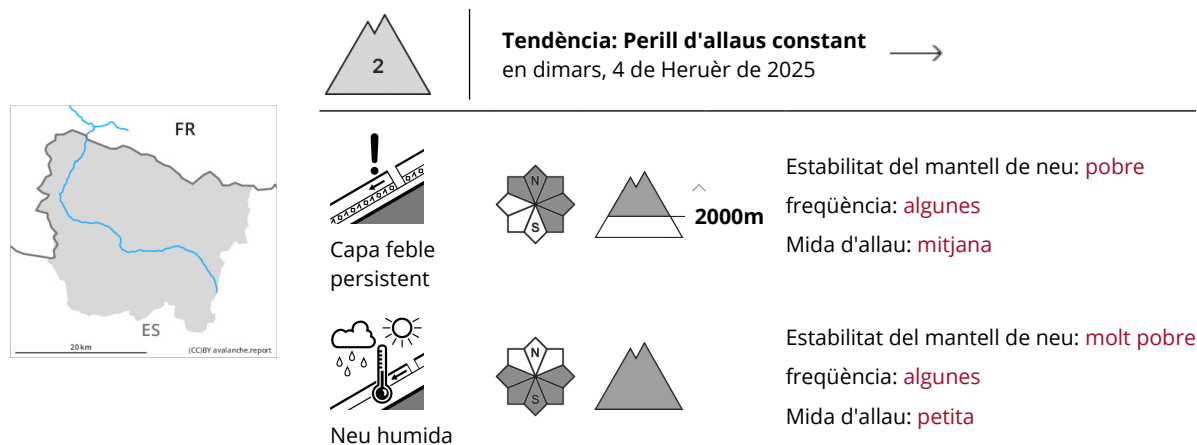 2
Tendència: Perill d'allaus constant
en dimars, 4 de Heruèr de 2025
FR
ES
20 km
(CC)BY avalanche.report
Capa feble
persistent
N
S
2000m
Estabilitat del mantell de neu: pobre
freqüència: algunes
Mida d'allau: mitjana
Neu humida
N
S
Estabilitat del mantell de neu: molt pobre
freqüència: algunes
Mida d'allau: petita